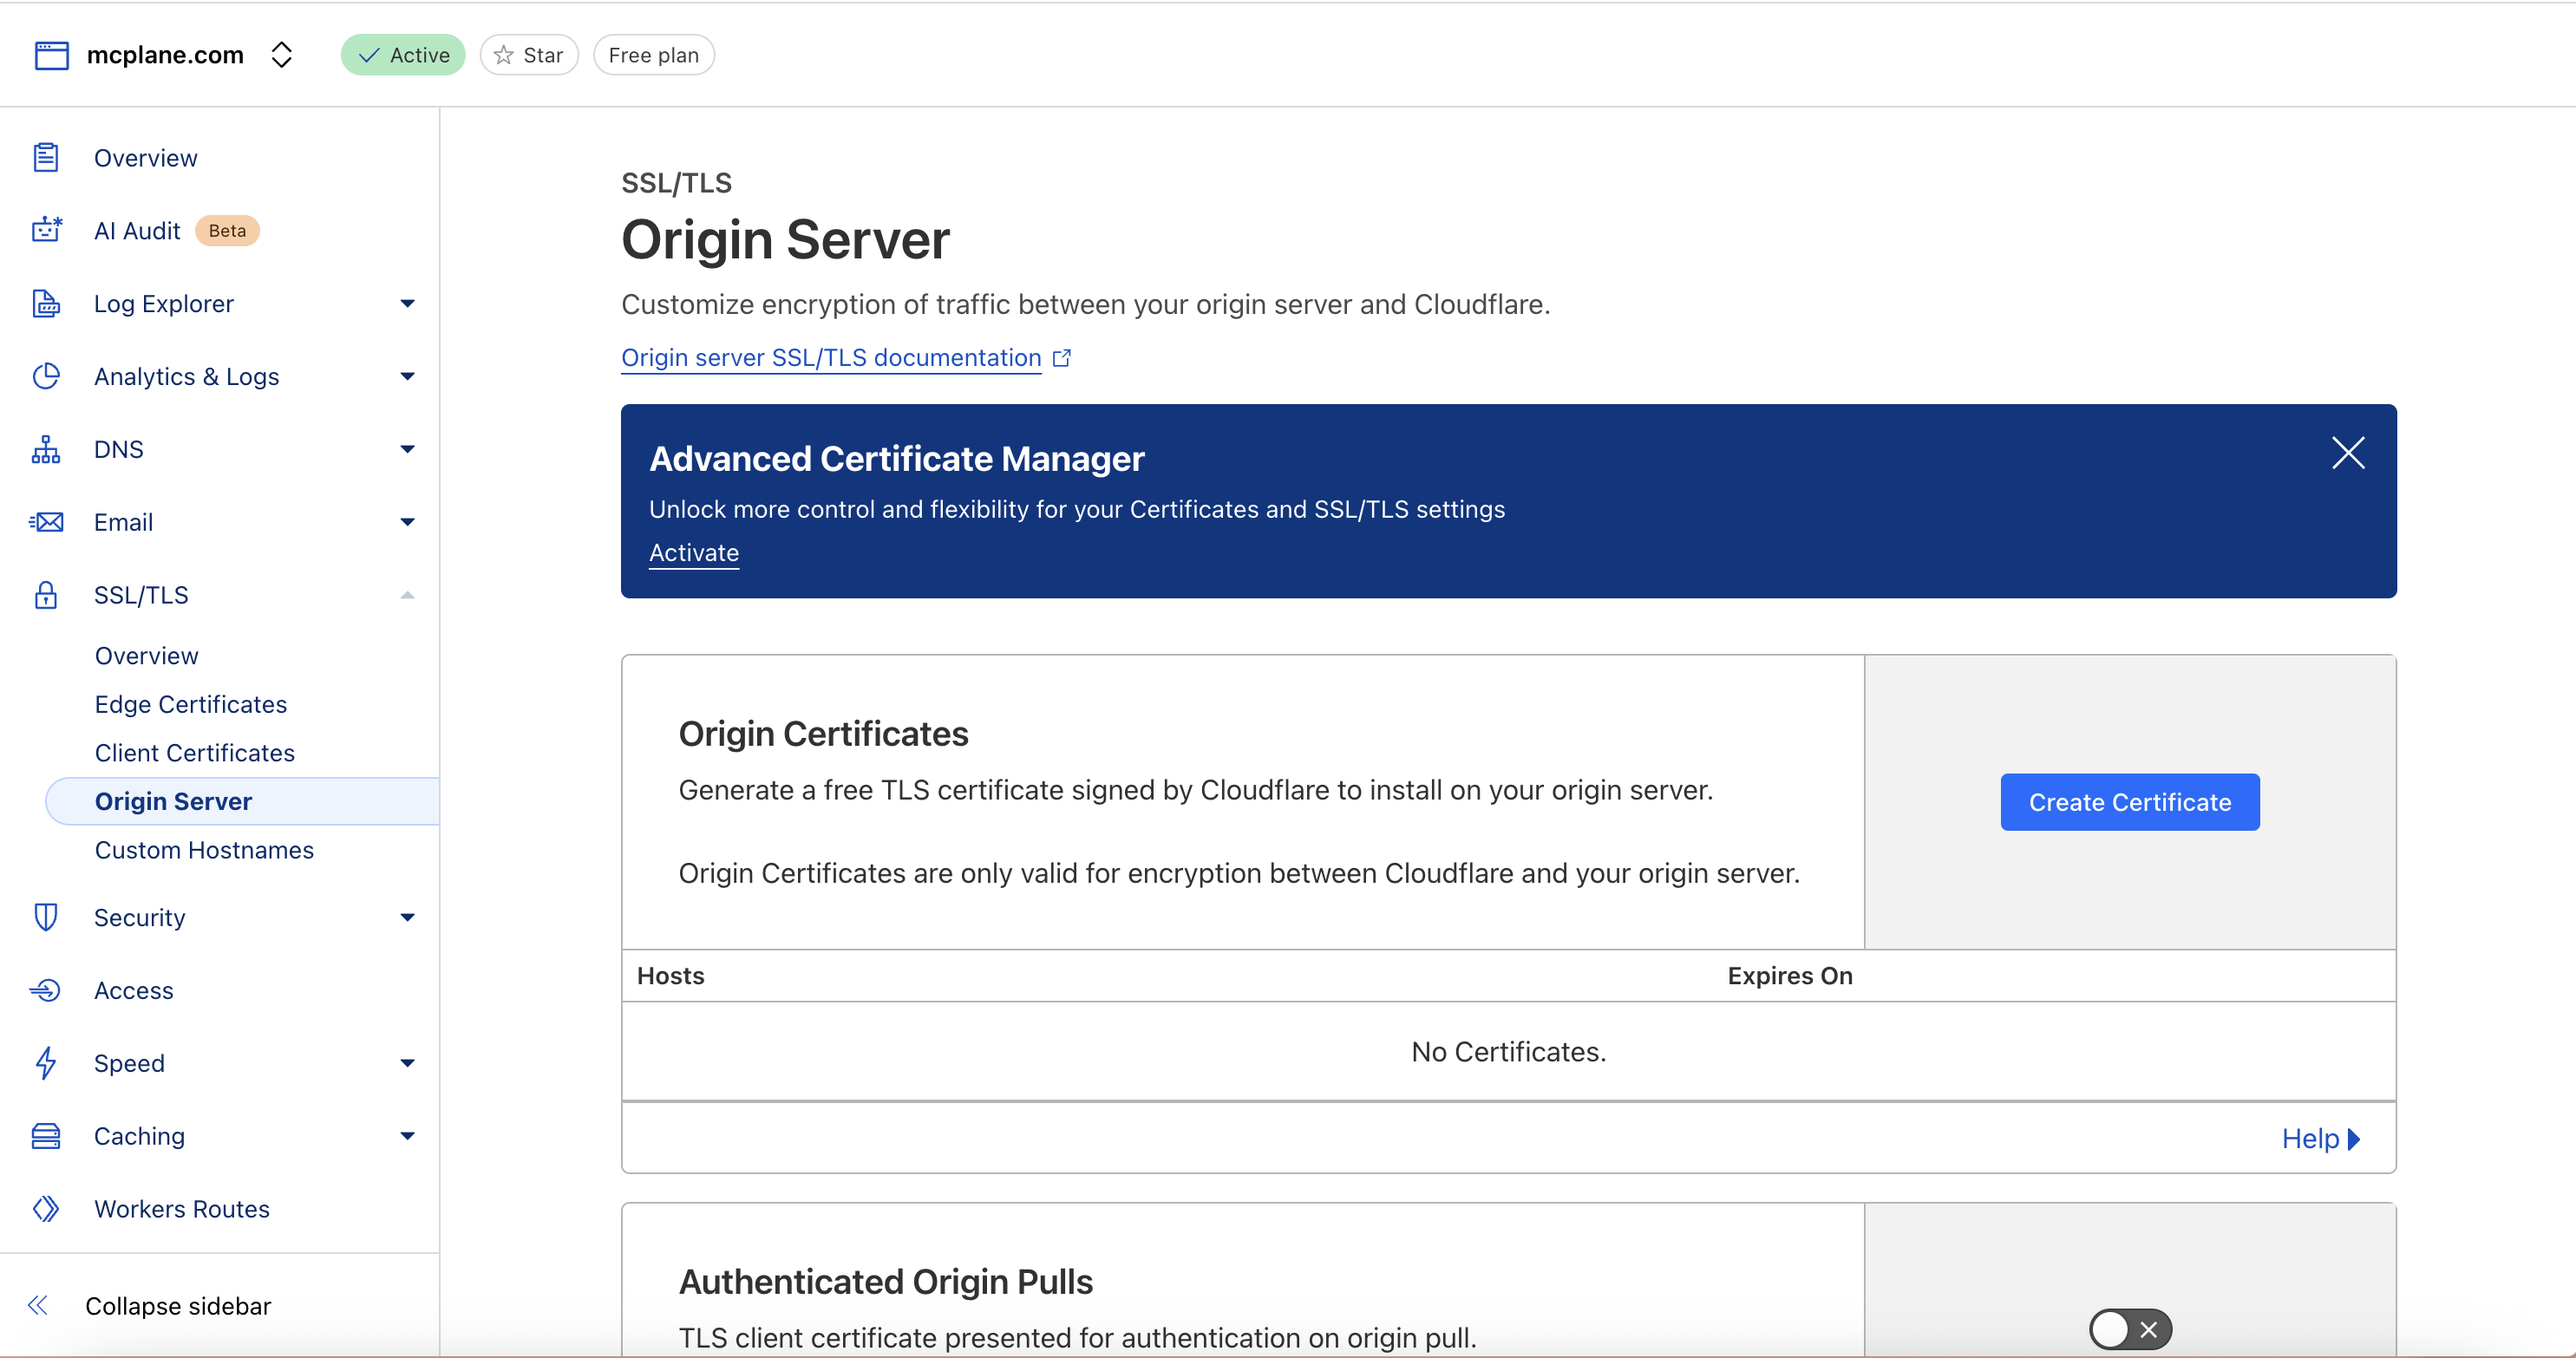 mcplane.com
Active
Star
Free plan
Overview
AI Audit Beta
Log Explorer
Analytics & Logs
DNS
Email
SSL/TLS
Overview
Edge Certificates
Client Certificates
Origin Server
Custom Hostnames
Security
Access
Speed
Caching
Workers Routes
Collapse sidebar
SSL/TLS
Origin Server
Customize encryption of traffic between your origin server and Cloudflare.
Origin server SSL/TLS documentation
Advanced Certificate Manager
Unlock more control and flexibility for your Certificates and SSL/TLS settings
Activate
Origin Certificates
Generate a free TLS certificate signed by Cloudflare to install on your origin server.
Origin Certificates are only valid for encryption between Cloudflare and your origin server.
Create Certificate
Hosts Expires On
No Certificates.
Help
Authenticated Origin Pulls
TLS client certificate presented for authentication on origin pull.